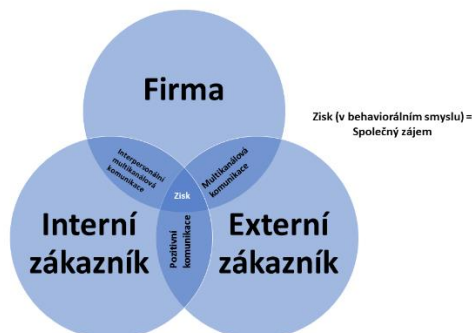 Firma
Zisk (v behaviorálním smyslu) =
Společný zájem
Interpersonální
multikanálová
komunikace
Multikanálová
komunikace
Zisk
Interní
zákazník
Pozitivní
komunikace
Externí
zákazník